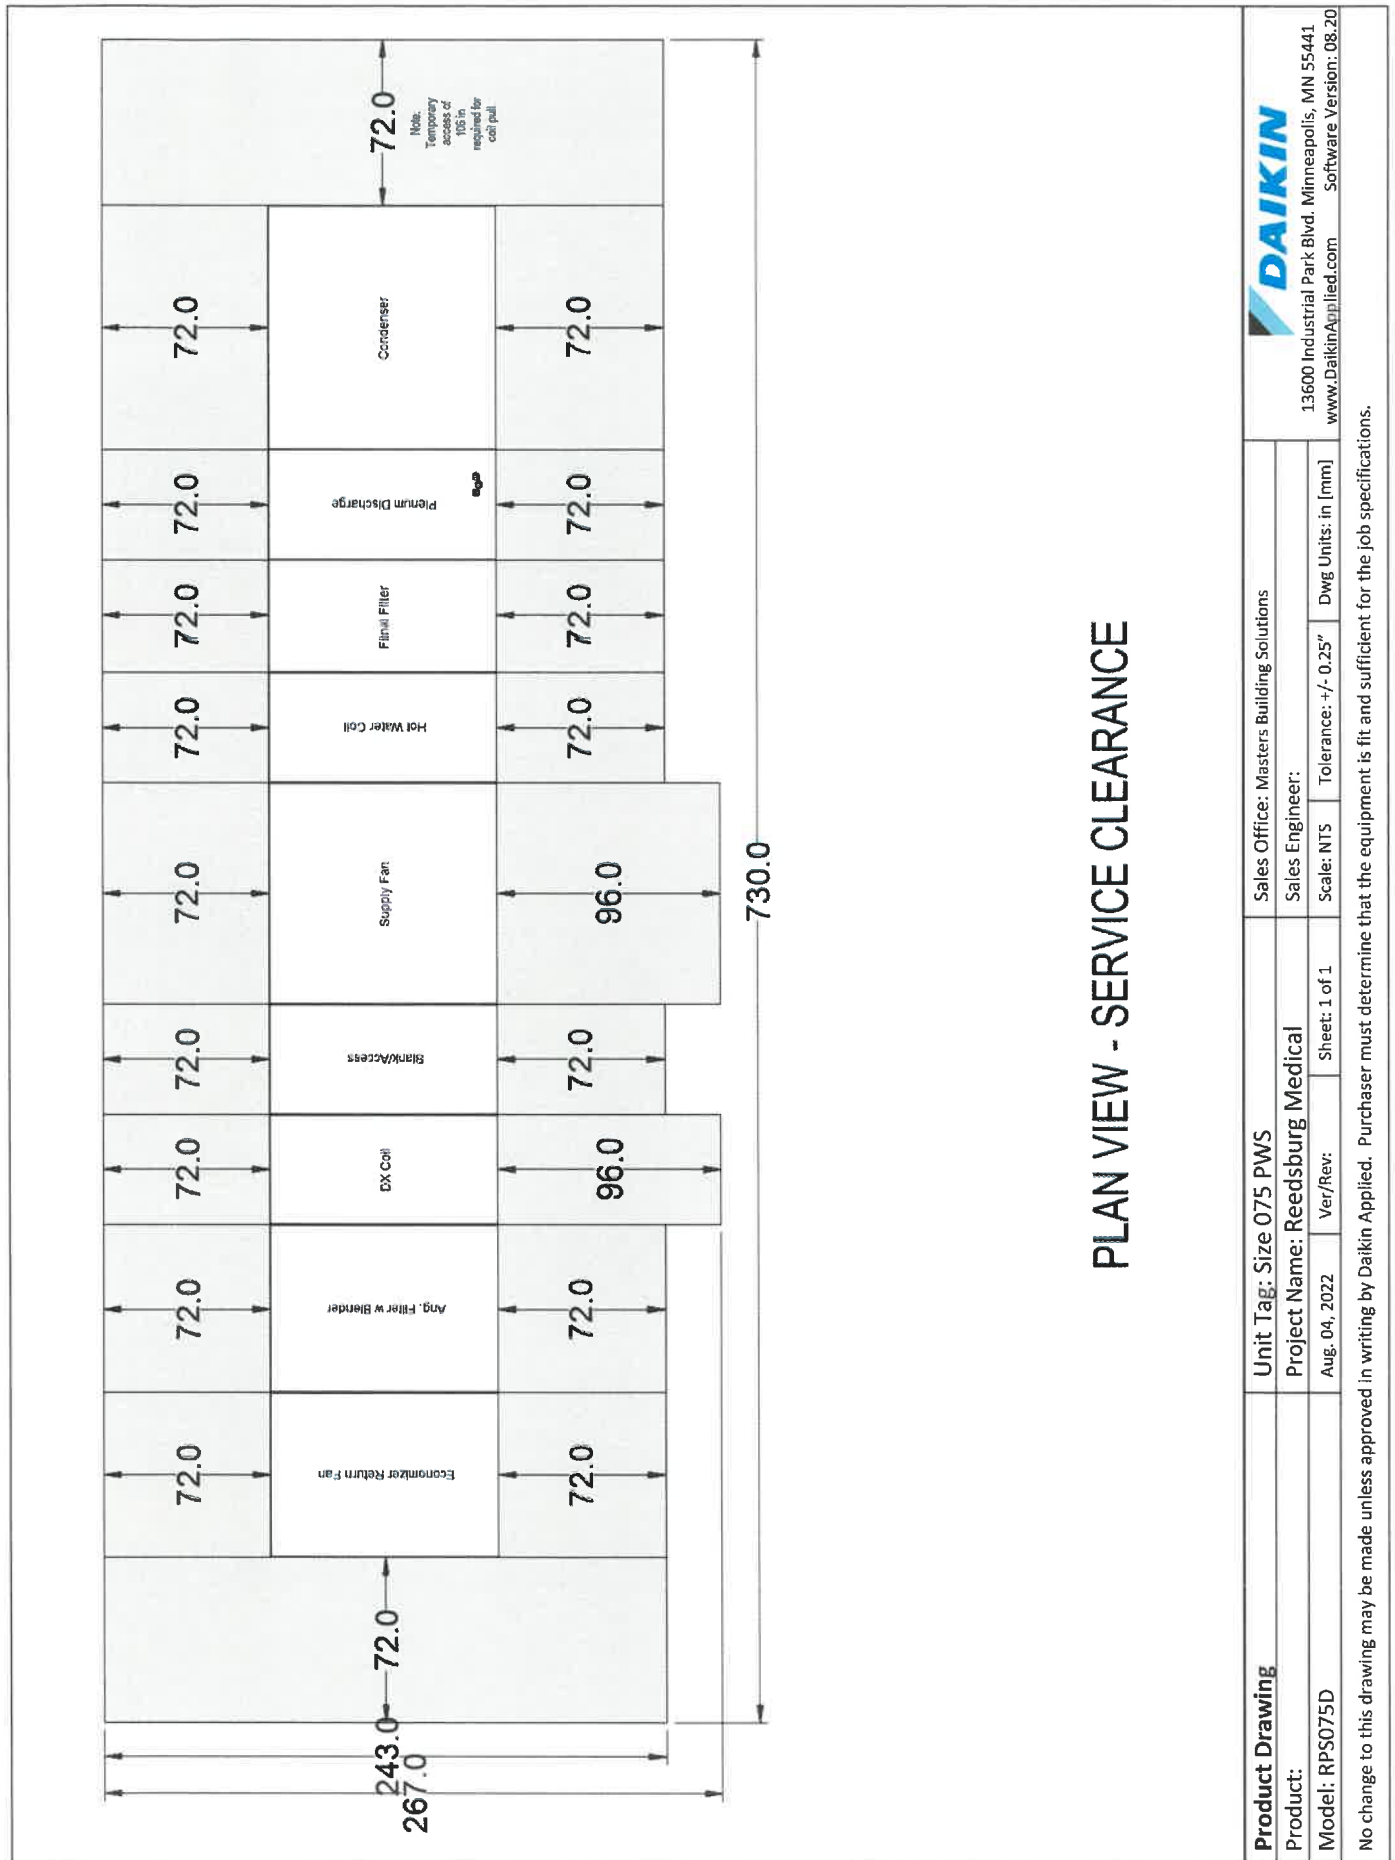 72.0
72.0
72.0
72.0
72.0
72.0
72.0
72.0
72.0
72.0
Note:
Temporary
access of
106 in
required for
coil pull
72.0
Economizer Return Fan
Ang. Filter w Blender
DX Coil
Blank/Access
Supply Fan
Hot Water Coil
Filnal Filter
Plenum Discharge
Condenser
72.0
72.0
96.0
72.0
96.0
72.0
72.0
72.0
72.0
243.0
267.0
730.0
PLAN VIEW - SERVICE CLEARANCE
Product Drawing
Product:
Model: RPS075D
Unit Tag: Size 075 PWS
Project Name: Reedsburg Medical
Aug. 04, 2022
Ver/Rev:
Sheet: 1 of 1
Sales Office: Masters Building Solutions
Sales Engineer:
Scale: NTS
Tolerance: +/- 0.25"
Dwg Units: in [mm]
DAIKIN
13600 Industrial Park Blvd. Minneapolis, MN 55441
www.DaikinApplied.com Software Version: 08.20
No change to this drawing may be made unless approved in writing by Daikin Applied. Purchaser must determine that the equipment is fit and sufficient for the job specifications.